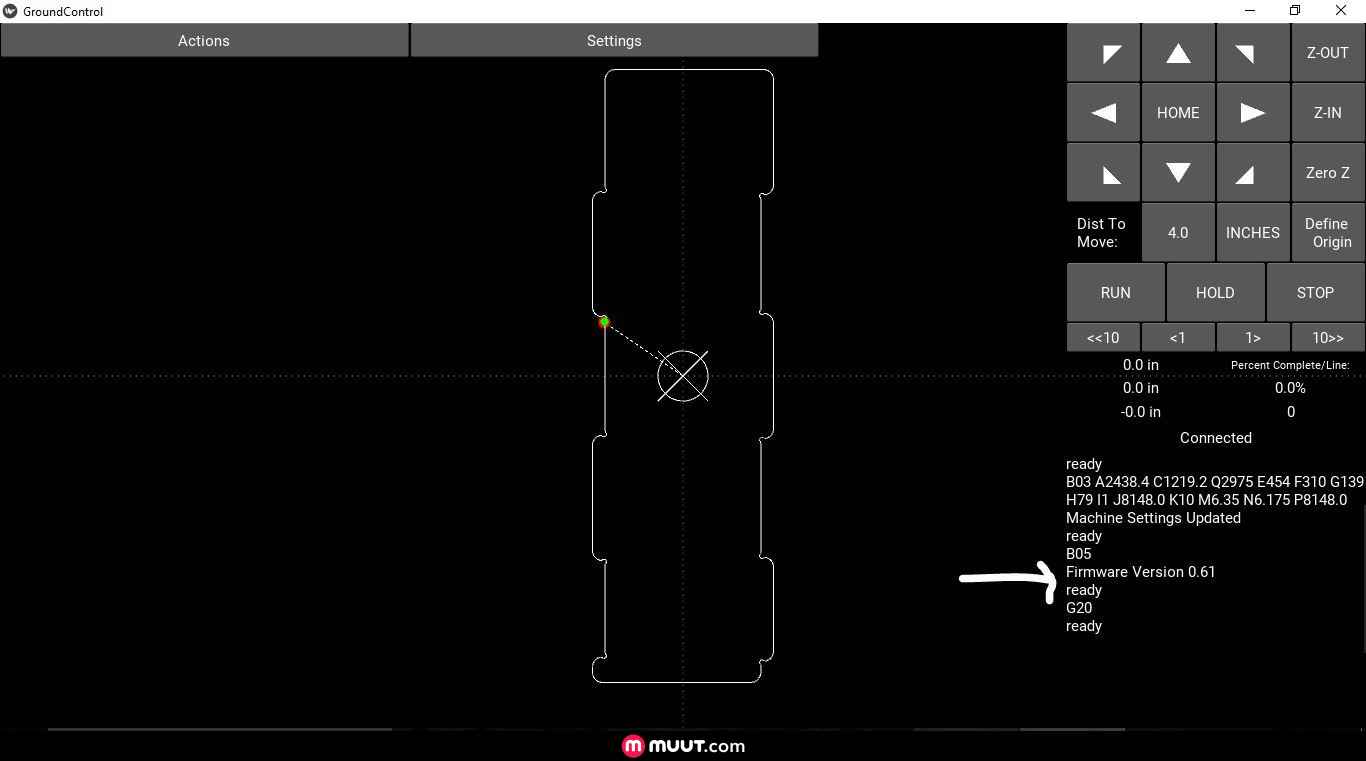 GroundControl
Actions
Settings
Z-OUT
HOME
Z-IN
Zero Z
Dist To
Move:
4.0
INCHES
Define
Origin
RUN
HOLD
STOP
<<10
<1
1>
10>>
0.0 in
Percent Complete/Line:
0.0 in
0.0%
-0.0 in
0
Connected
ready
B03 A2438.4 C1219.2 Q2975 E454 F310 G139
H79 I1 J8148.0 K10 M6.35 N6.175 P8148.0
Machine Settings Updated
ready
B05
Firmware Version 0.61
ready
G20
ready
m MUUT.com